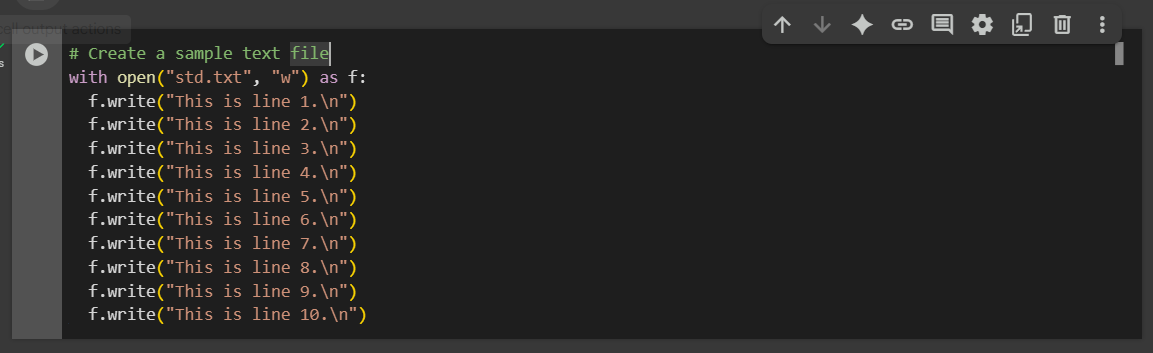 cell output actions
s
# Create a sample text file
with open("std.txt", "w") as f:
  f.write("This is line 1.\n")
  f.write("This is line 2.\n")
  f.write("This is line 3.\n")
  f.write("This is line 4.\n")
  f.write("This is line 5.\n")
  f.write("This is line 6.\n")
  f.write("This is line 7.\n")
  f.write("This is line 8.\n")
  f.write("This is line 9.\n")
  f.write("This is line 10.\n")